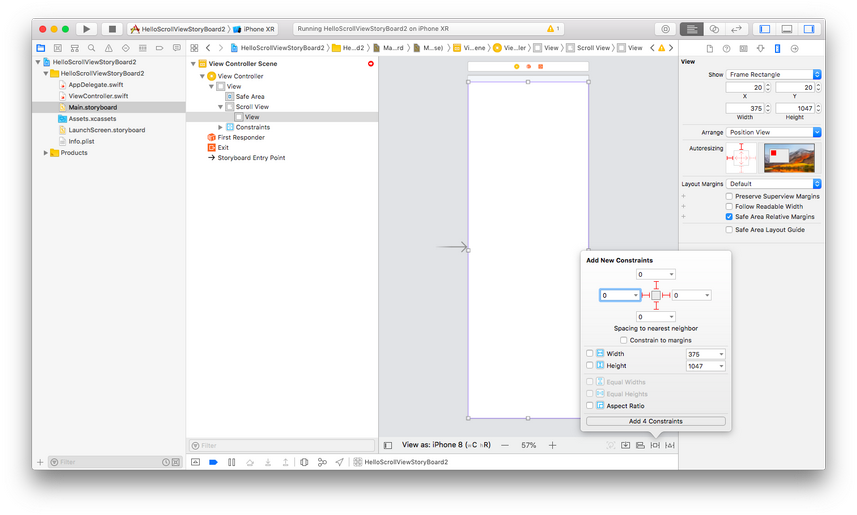 HelloScrollViewStoryBoard2
iPhone XR
Running HelloScrollViewStoryBoard2 on iPhone XR
1
HelloScrollViewStoryBoard2
He...d2
Ma...rd
M...se)
Vi...ene
Vi...ler
View
Scroll View
View
HelloScrollViewStoryBoard2
HelloScrollViewStoryBoard2
AppDelegate.swift
ViewController.swift
Main.storyboard
Assets.xcassets
LaunchScreen.storyboard
Info.plist
Products
View Controller Scene
View Controller
View
Safe Area
Scroll View
View
Constraints
First Responder
Exit
Storyboard Entry Point
View
Show Frame Rectangle
20 20
X Y
375 1047
Width Height
Arrange Position View
Autoresizing
Layout Margins Default
Preserve Superview Margins
Follow Readable Width
Safe Area Relative Margins
Safe Area Layout Guide
Add New Constraints
0
0 0
0
Spacing to nearest neighbor
Constrain to margins
Width 375
Height 1047
Equal Widths
Equal Heights
Aspect Ratio
Add 4 Constraints
Filter
View as: iPhone 8 (wC hR) — 57% +
Filter
HelloScrollViewStoryBoard2